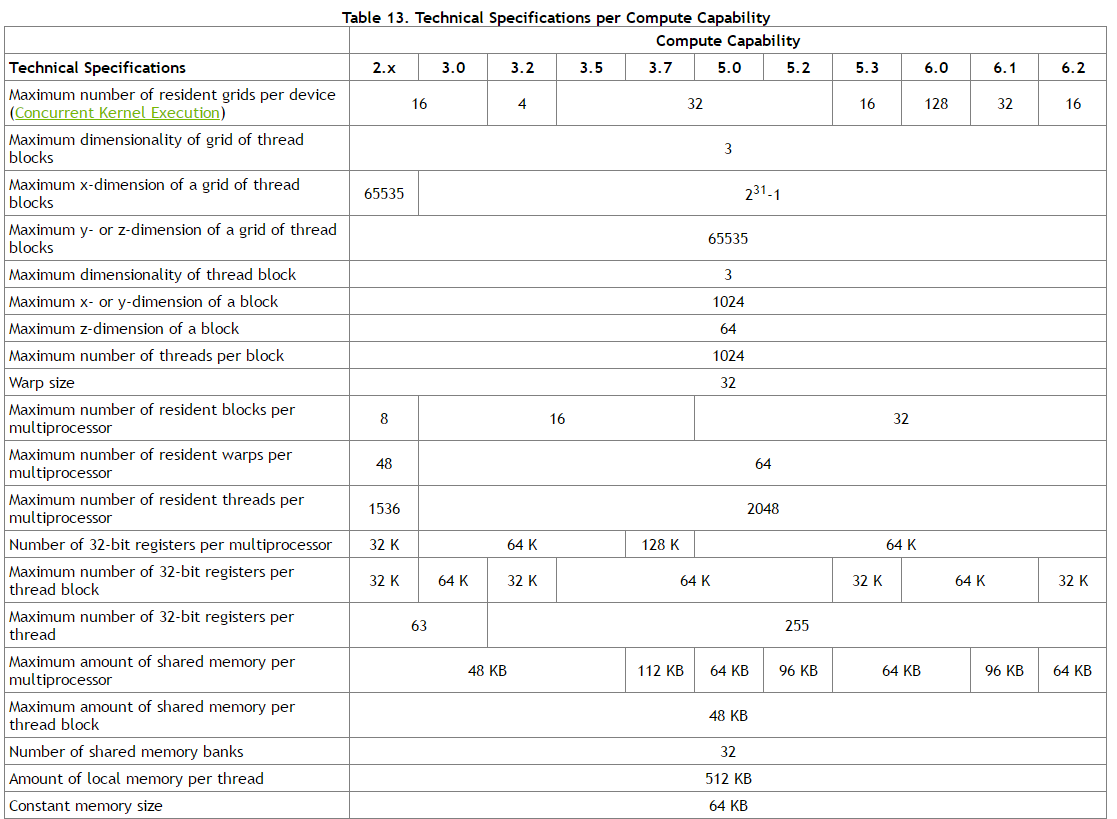 Table 13. Technical Specifications per Compute Capability
Compute Capability
Technical Specifications 2.x 3.0 3.2 3.5 3.7 5.0 5.2 5.3 6.0 6.1 6.2
Maximum number of resident grids per device
(Concurrent Kernel Execution) 16 4 32 16 128 32 16
Maximum dimensionality of grid of thread
blocks 3
Maximum x-dimension of a grid of thread
blocks 65535 2³¹-1
Maximum y- or z-dimension of a grid of thread
blocks 65535
Maximum dimensionality of thread block 3
Maximum x- or y-dimension of a block 1024
Maximum z-dimension of a block 64
Maximum number of threads per block 1024
Warp size 32
Maximum number of resident blocks per
multiprocessor 8 16 32
Maximum number of resident warps per
multiprocessor 48 64
Maximum number of resident threads per
multiprocessor 1536 2048
Number of 32-bit registers per multiprocessor 32 K 64 K 128 K 64 K
Maximum number of 32-bit registers per
thread block 32 K 64 K 32 K 64 K 32 K 64 K 32 K
Maximum number of 32-bit registers per
thread 63 255
Maximum amount of shared memory per
multiprocessor 48 KB 112 KB 64 KB 96 KB 64 KB 96 KB 64 KB
Maximum amount of shared memory per
thread block 48 KB
Number of shared memory banks 32
Amount of local memory per thread 512 KB
Constant memory size 64 KB